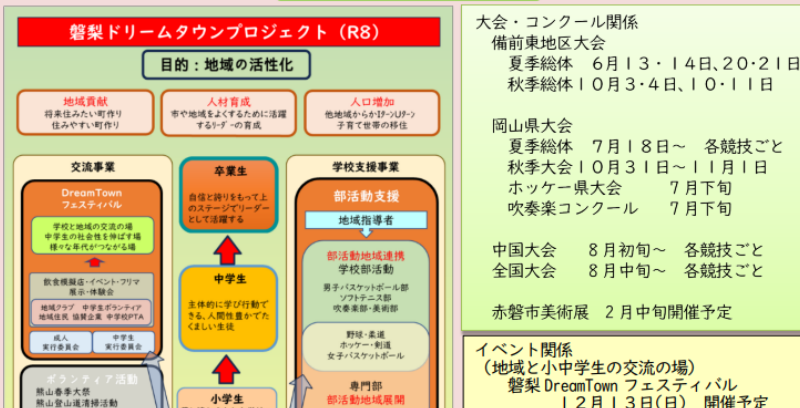 磐梨ドリームタウンプロジェクト（R8）
目的：地域の活性化
地域貢献
将来住みたい町作り
住みやすい町作り
人材育成
市や地域をよくするために活躍
するリーダーの育成
人口増加
他地域からかIターンUターン
子育て世帯の移住
交流事業
DreamTown
フェスティバル
学校と地域の交流の場
中学生の社会性を伸ばす場
様々な年代がつながる場
飲食模擬店・イベント・フリマ
展示・体験会
地域クラブ 中学生ボランティア
地域住民 協賛企業 中学校PTA
成人
実行委員会
中学生
実行委員会
ボランティア活動
熊山春季大祭
熊山登山道清掃活動
卒業生
自信と誇りをもって上
のステージでリーダー
として活躍する
中学生
主体的に学び行動で
きる、人間性豊かでた
くましい生徒
小学生
学校支援事業
部活動支援
地域指導者
部活動地域連携
学校部活動
男子バスケットボール部
ソフトテニス部
吹奏楽部・美術部
野球・柔道
ホッケー・剣道
女子バスケットボール
専門部
部活動地域展開
大会・コンクール関係
備前東地区大会
夏季総体 ６月１３・１４日、２０・２１日
秋季総体１０月３・４日、１０・１１日
岡山県大会
夏季総体 ７月１８日～ 各競技ごと
秋季大会１０月３１日～１１月１日
ホッケー県大会 ７月下旬
吹奏楽コンクール ７月下旬
中国大会 ８月初旬～ 各競技ごと
全国大会 ８月中旬～ 各競技ごと
赤磐市美術展 ２月中旬開催予定
イベント関係
（地域と小中学生の交流の場）
磐梨DreamTownフェスティバル
１２月１３日(日) 開催予定